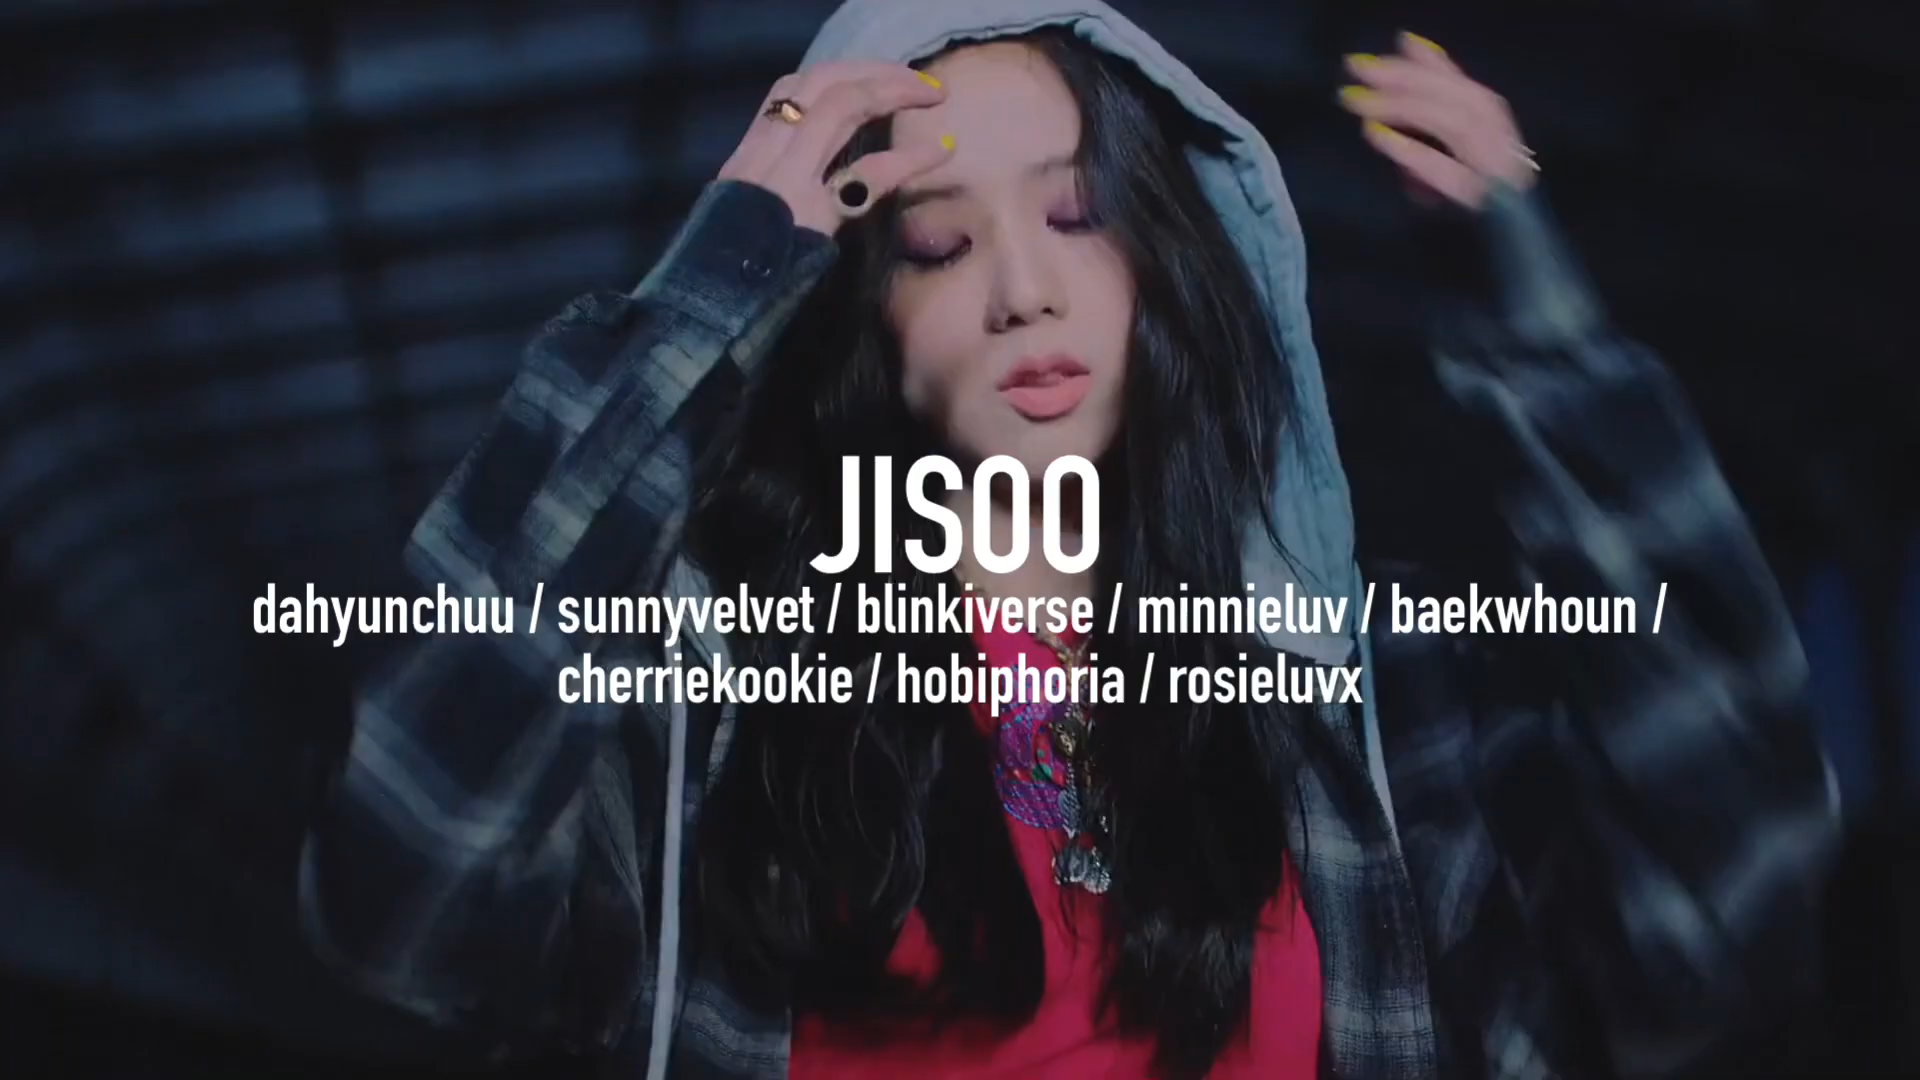 JISOO
dahyunchuu / sunnyvelvet / blinkiverse / minnieluv / baekwhoun /
cherriekookie / hobiphoria / rosieluvx